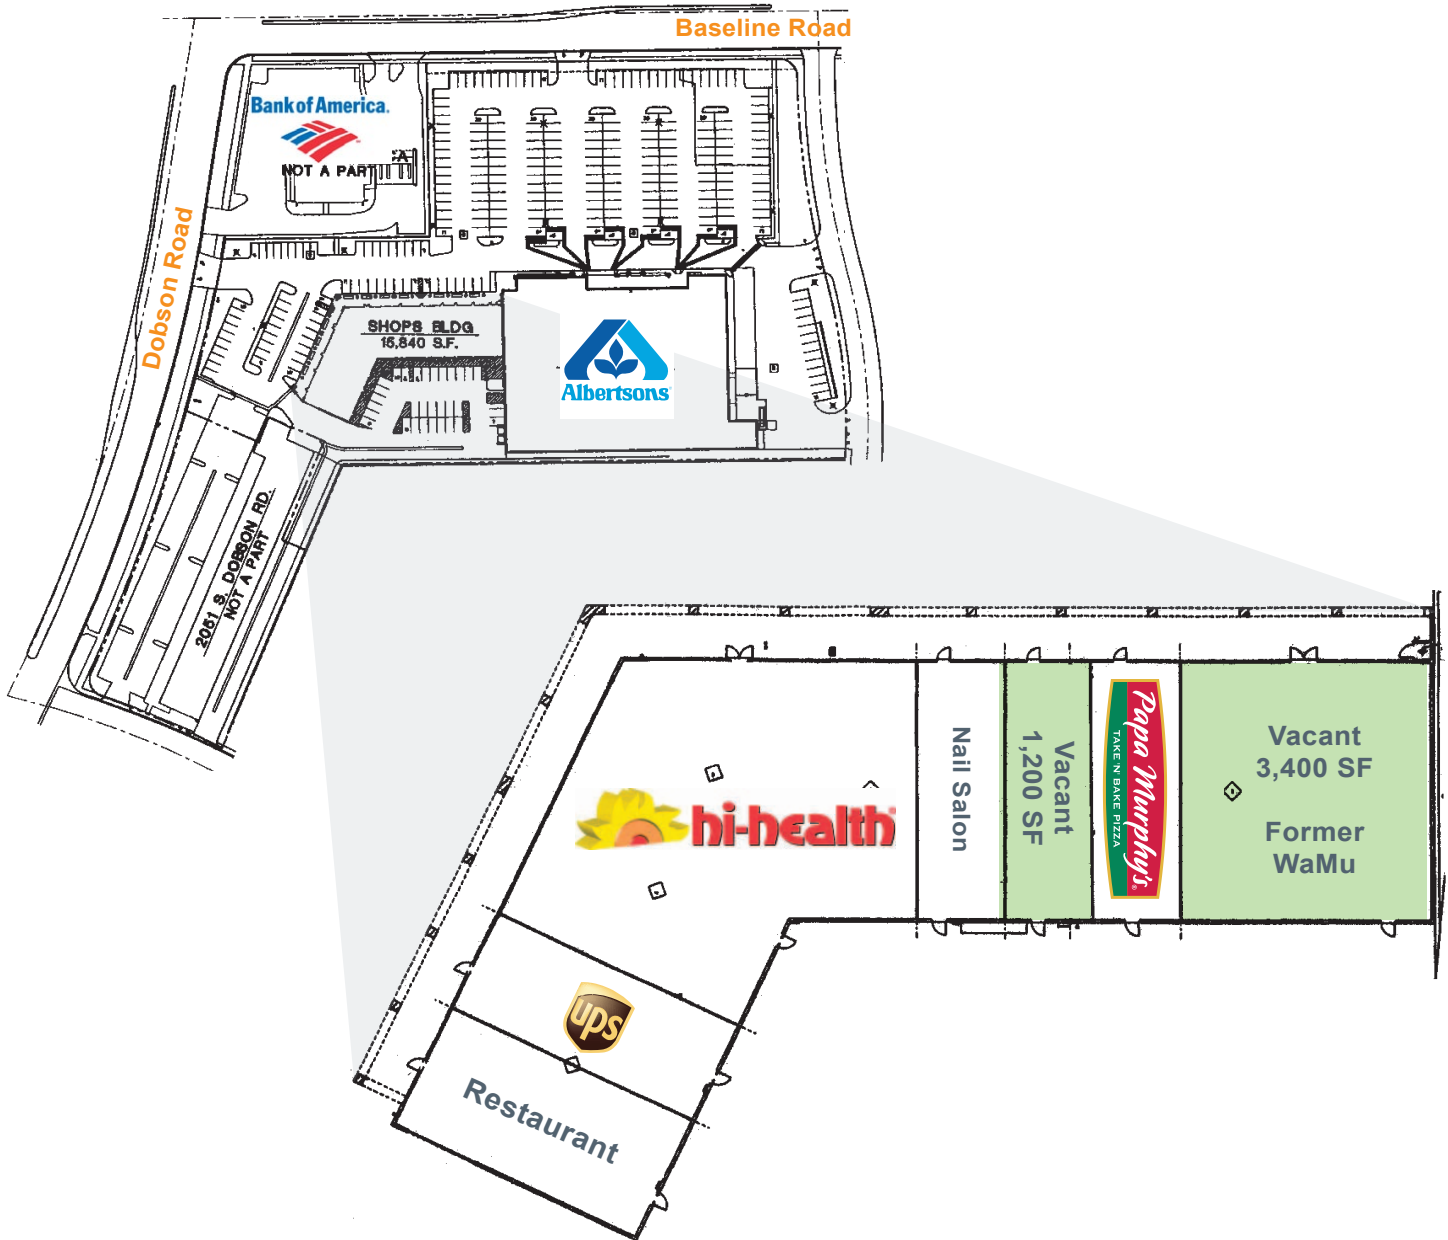 Baseline Road
Bank of America.
NOT A PART
Dobson Road
SHOPS BLDG
15,840 S.F.
Albertsons
2051 S. DOBSON RD.
NOT A PART
hi-health
Nail Salon
Vacant
1,200 SF
Papa Murphy's
TAKE 'N' BAKE PIZZA
Vacant
3,400 SF
Former
WaMu
ups
Restaurant